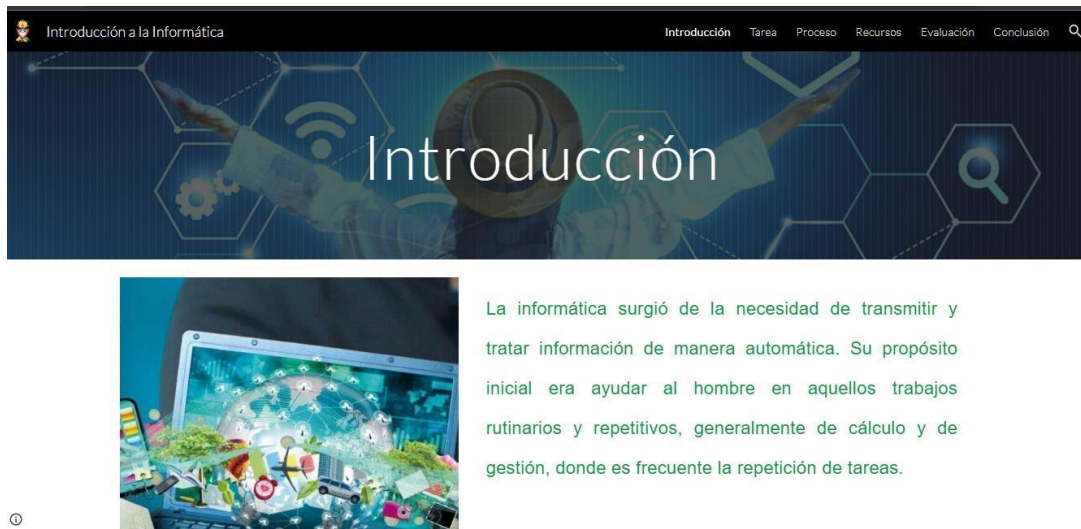 Introducción a la Informática
Introducción Tarea Proceso Recursos Evaluación Conclusión
Introducción
La informática surgió de la necesidad de transmitir y
tratar información de manera automática. Su propósito
inicial era ayudar al hombre en aquellos trabajos
rutinarios y repetitivos, generalmente de cálculo y de
gestión, donde es frecuente la repetición de tareas.